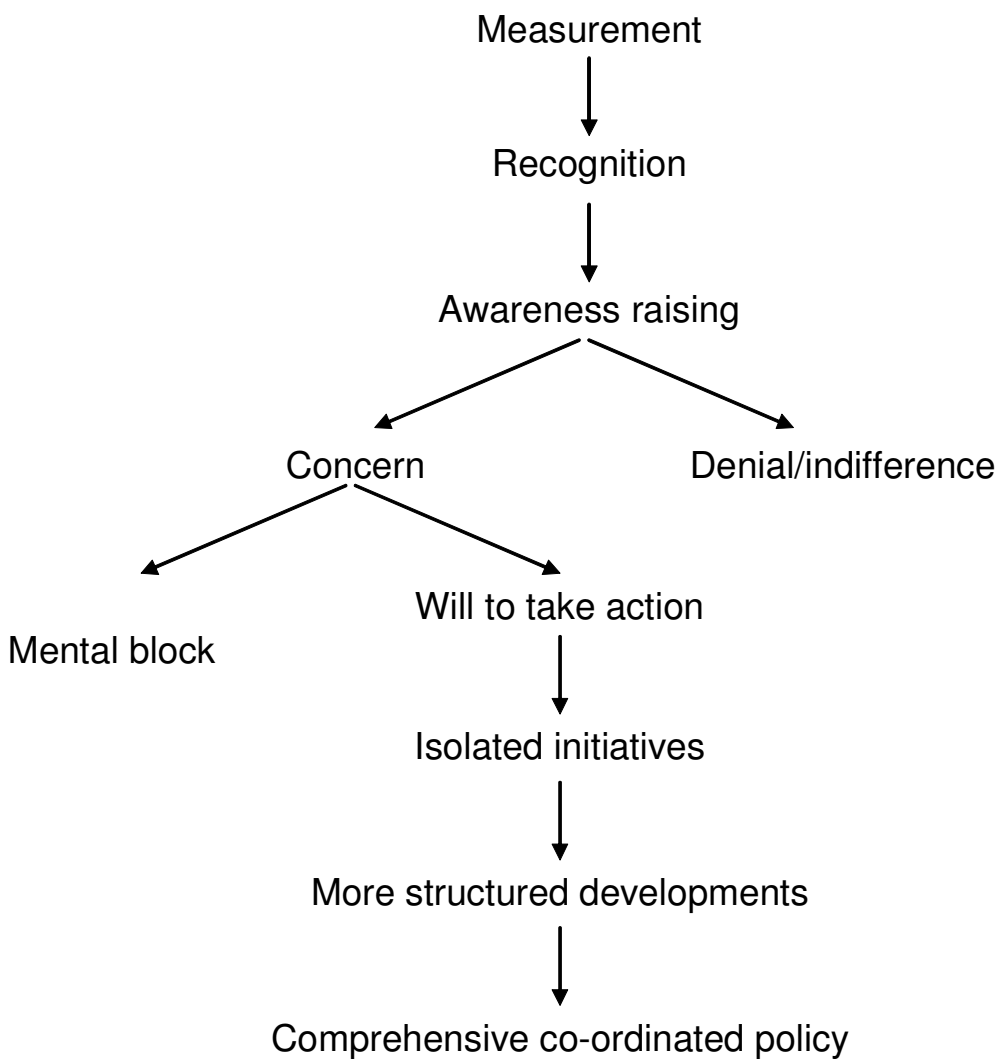 Measurement
Recognition
Awareness raising
Concern
Denial/indifference
Will to take action
Mental block
Isolated initiatives
More structured developments
Comprehensive co-ordinated policy